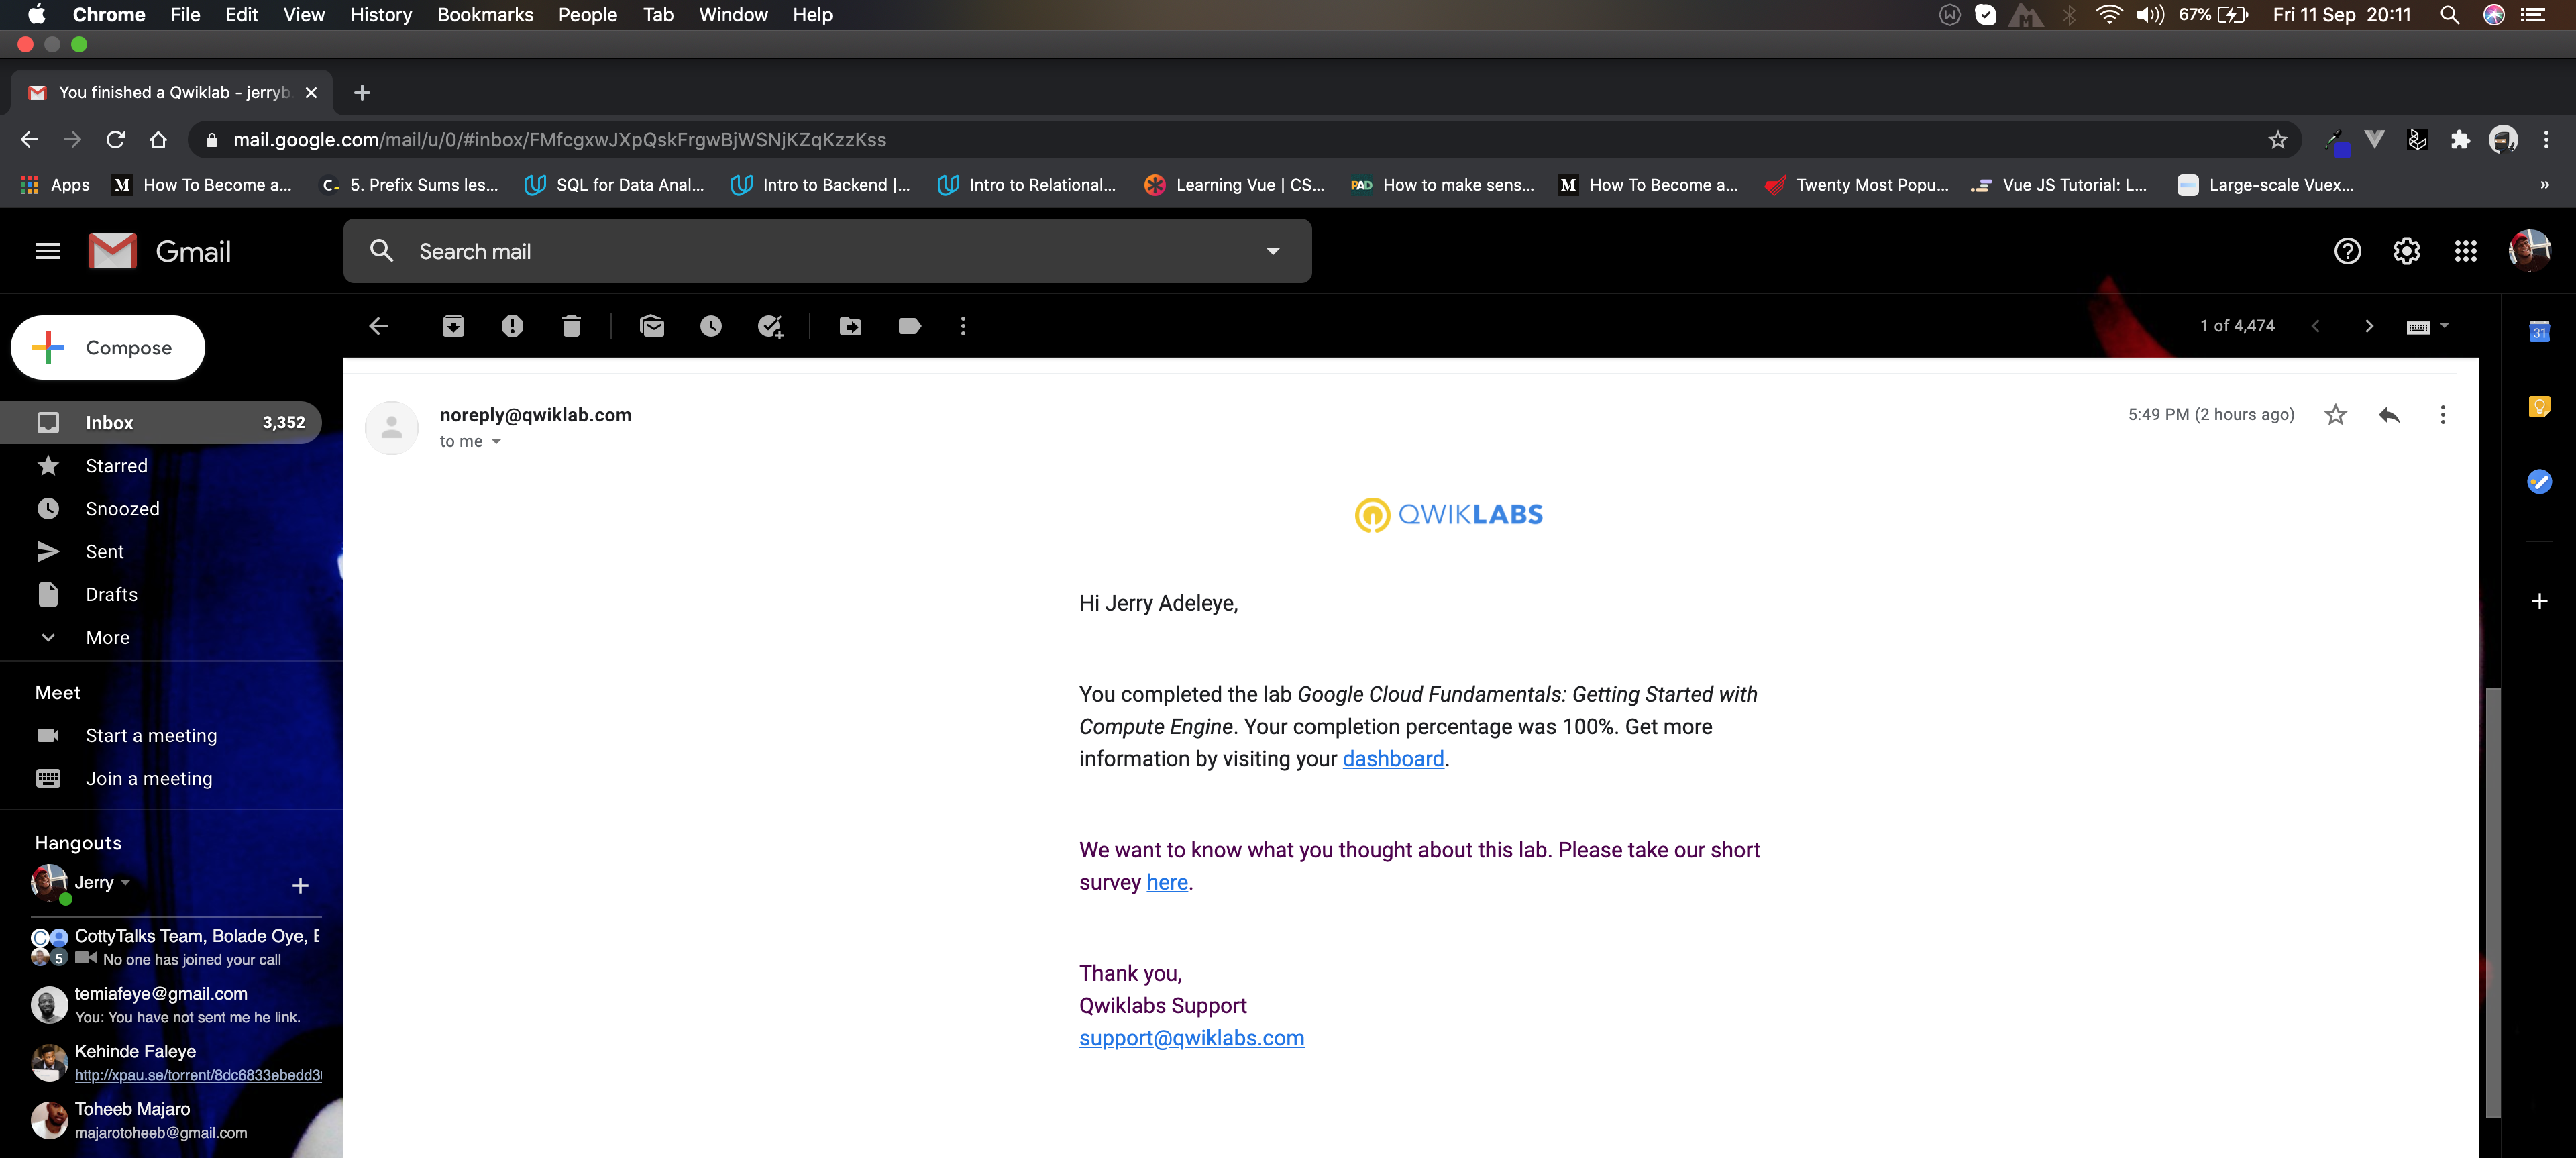 Chrome File Edit View History Bookmarks People Tab Window Help 67% Fri 11 Sep 20:11
You finished a Qwiklab - jerryb
mail.google.com/mail/u/0/#inbox/FMfcgxwJXpQskFrgwBjWSNjKZqKzzKss
Apps How To Become a... 5. Prefix Sums les... SQL for Data Anal... Intro to Backend |... Intro to Relational... Learning Vue | CS... How to make sens... How To Become a... Twenty Most Popu... Vue JS Tutorial: L... Large-scale Vuex... »
Gmail
Search mail
Compose
1 of 4,474
Inbox 3,352
Starred
Snoozed
Sent
Drafts
More
Meet
Start a meeting
Join a meeting
Hangouts
Jerry
CottyTalks Team, Bolade Oye, E
5 No one has joined your call
temiafeye@gmail.com
You: You have not sent me he link.
Kehinde Faleye
http://xpau.se/torrent/8dc6833ebedd3
Toheeb Majaro
majarotoheeb@gmail.com
noreply@qwiklab.com
to me
5:49 PM (2 hours ago)
QWIKLABS
Hi Jerry Adeleye,
You completed the lab Google Cloud Fundamentals: Getting Started with
Compute Engine. Your completion percentage was 100%. Get more
information by visiting your dashboard.
We want to know what you thought about this lab. Please take our short
survey here.
Thank you,
Qwiklabs Support
support@qwiklabs.com
31